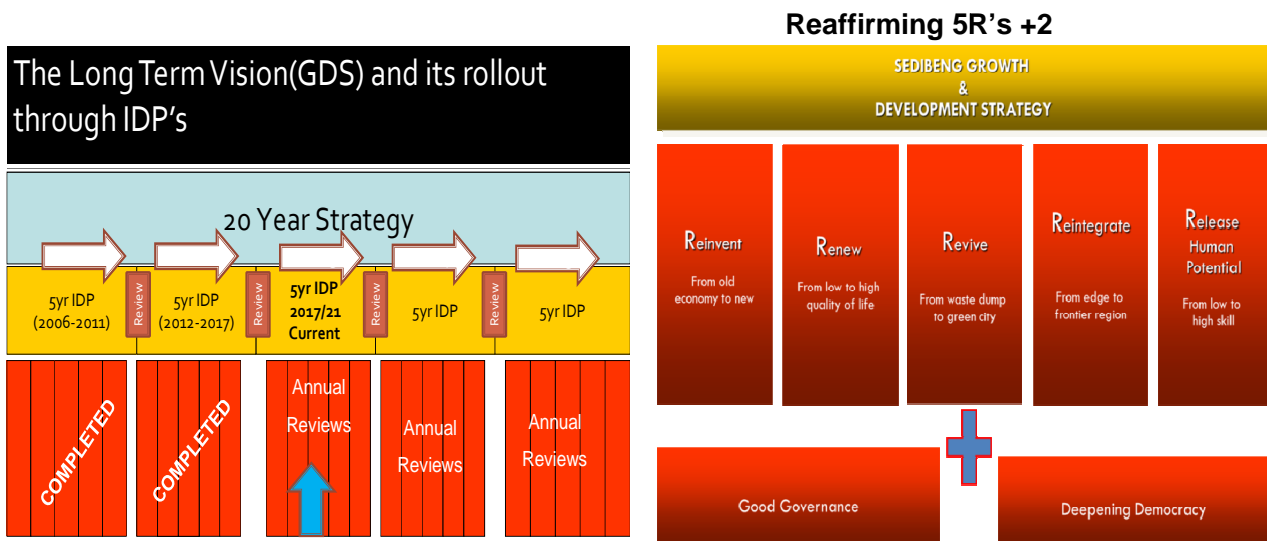 The Long Term Vision(GDS) and its rollout
through IDP's
20 Year Strategy
5yr IDP
(2006-2011)
Review
5yr IDP
(2012-2017)
Review
5yr IDP
2017/21
Current
Review
5yr IDP
Review
5yr IDP
COMPLETED
COMPLETED
Annual
Reviews
Annual
Reviews
Annual
Reviews
Reaffirming 5R's +2
SEDIBENG GROWTH
&
DEVELOPMENT STRATEGY
Reinvent
From old
economy to new
Renew
From low to high
quality of life
Revive
From waste dump
to green city
Reintegrate
From edge to
frontier region
Release
Human
Potential
From low to
high skill
Good Governance
Deepening Democracy